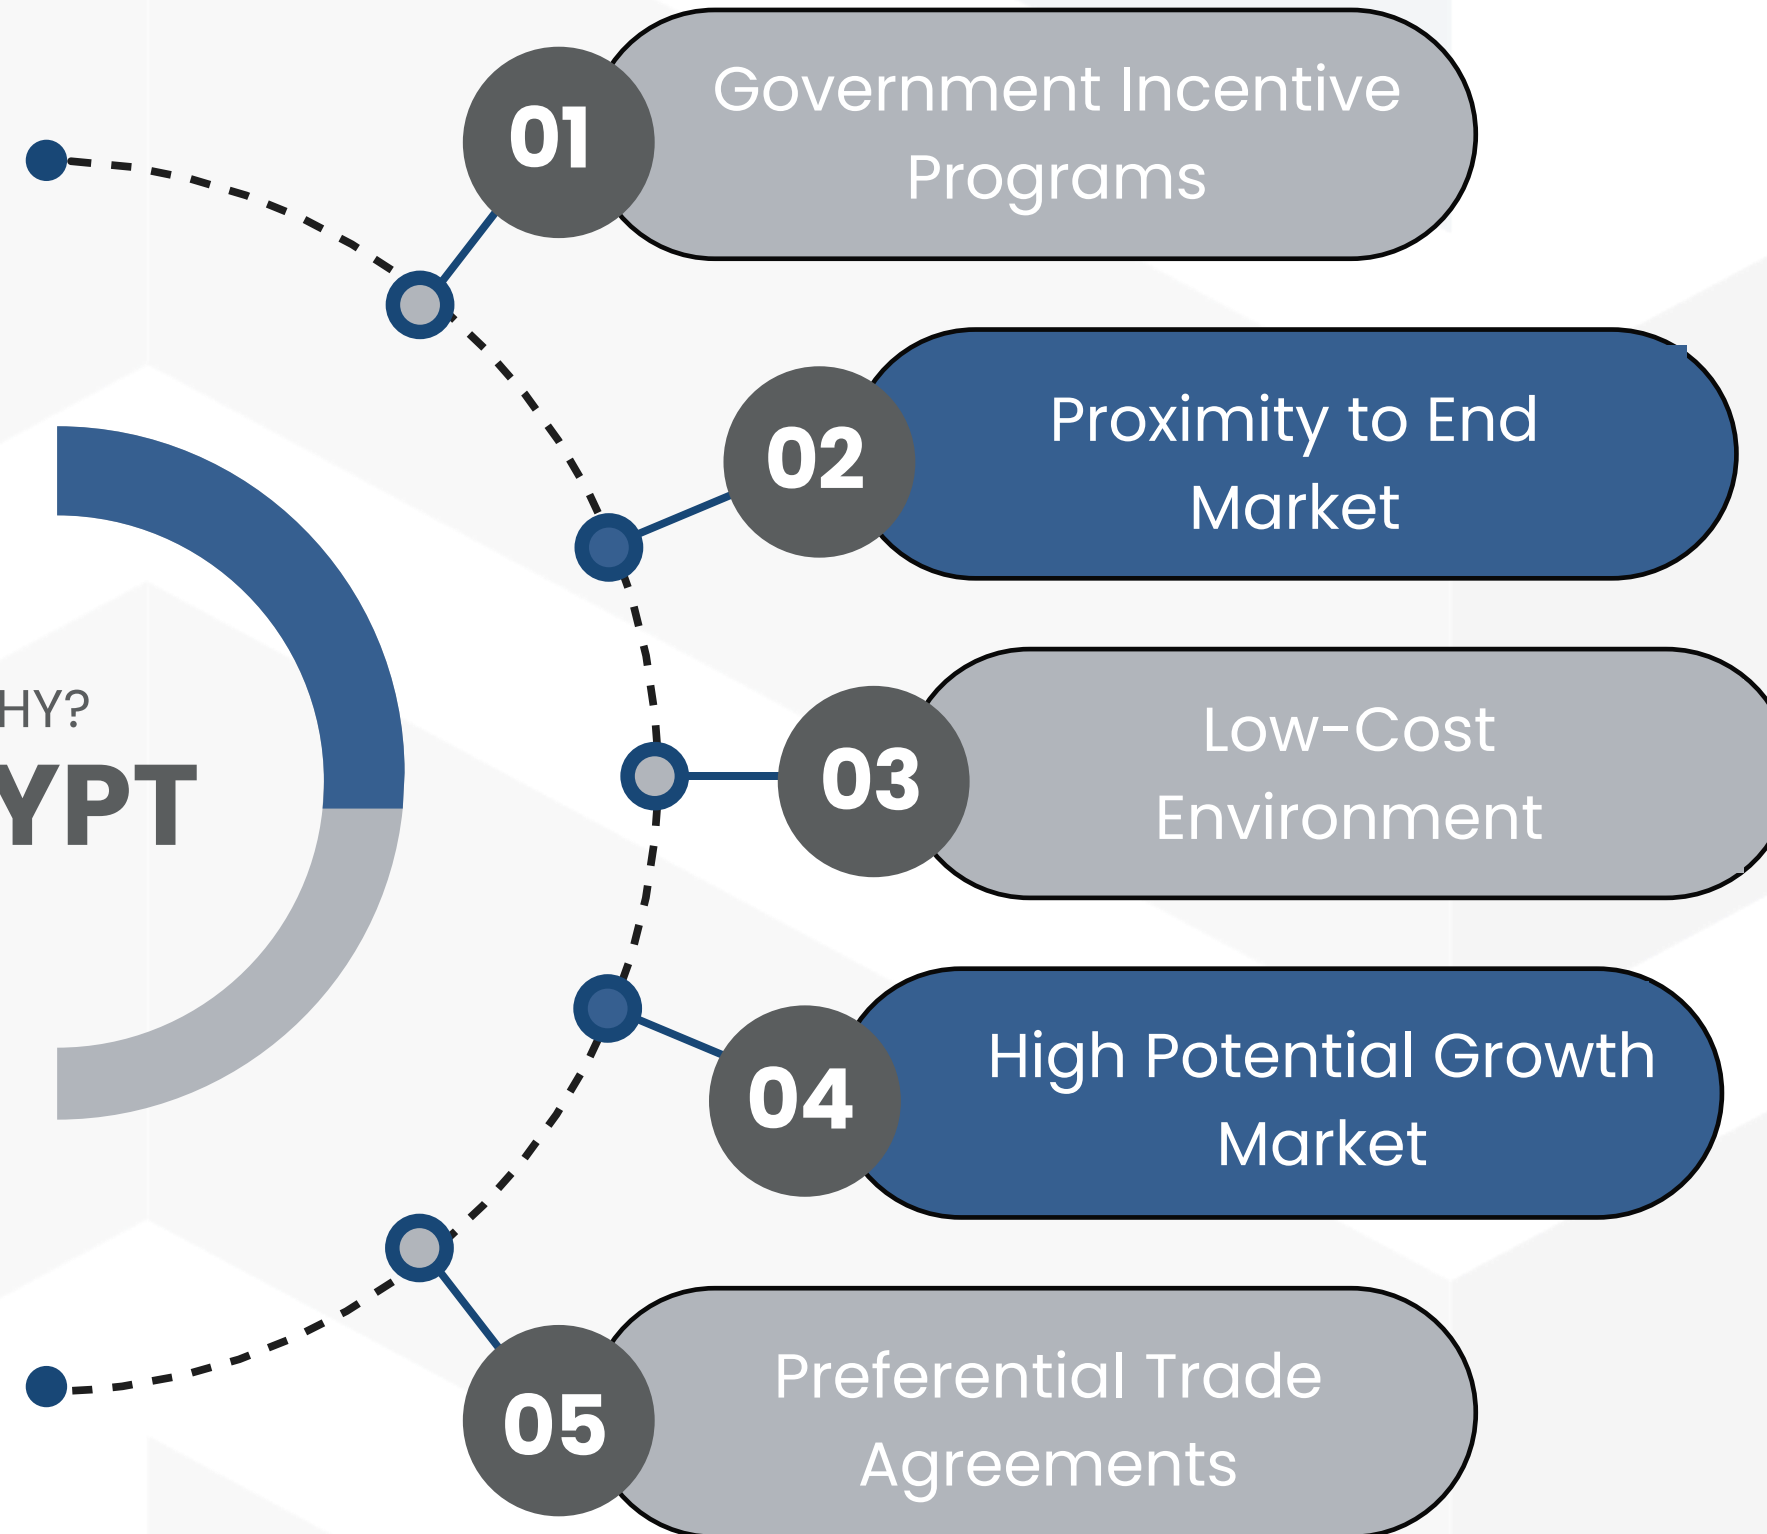 01
Government Incentive
Programs
02
Proximity to End
Market
HY?
YPT
03
Low-Cost
Environment
04
High Potential Growth
Market
05
Preferential Trade
Agreements